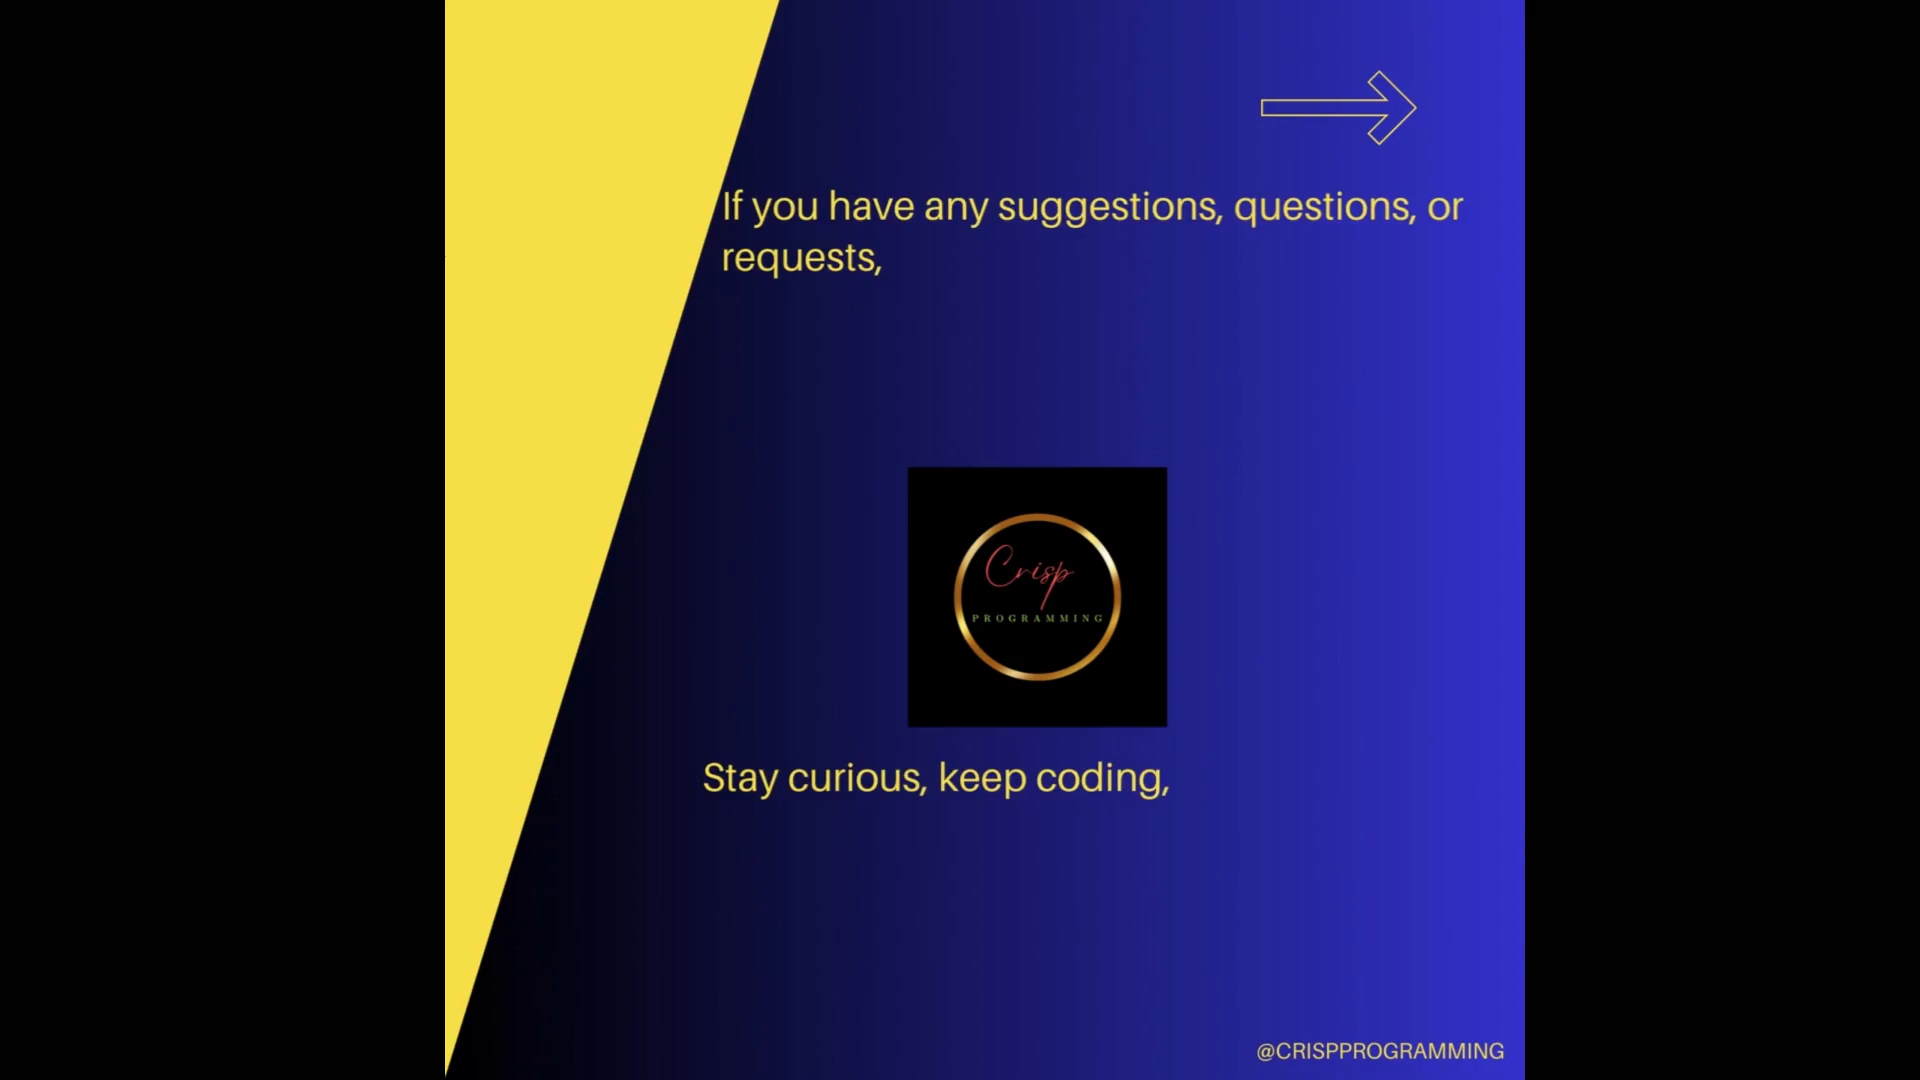 If you have any suggestions, questions, or
requests,
Crisp
PROGRAMMING
Stay curious, keep coding,
@CRISPPROGRAMMING